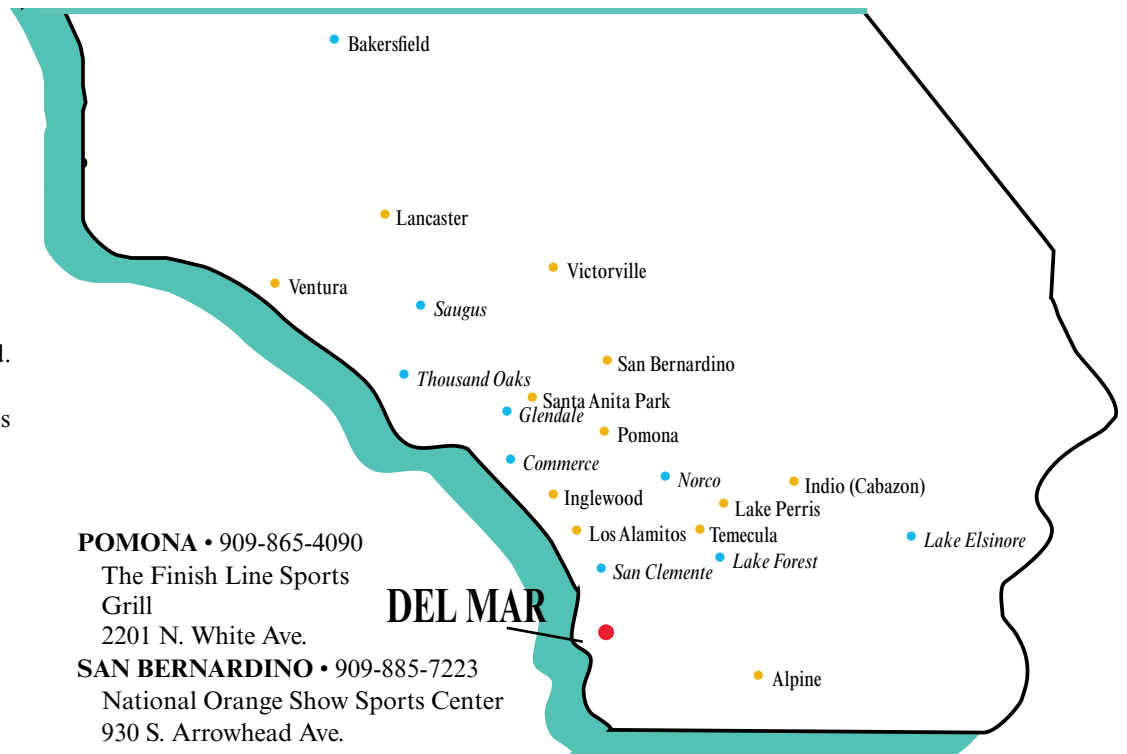 Bakersfield
Lancaster
Victorville
Ventura
Saugus
San Bernardino
Thousand Oaks
Santa Anita Park
Glendale
Pomona
Commerce
Norco
Indio (Cabazon)
Inglewood
Lake Perris
Los Alamitos
Temecula
Lake Elsinore
Lake Forest
San Clemente
DEL MAR
Alpine
POMONA • 909-865-4090
The Finish Line Sports
Grill
2201 N. White Ave.
SAN BERNARDINO • 909-885-7223
National Orange Show Sports Center
930 S. Arrowhead Ave.